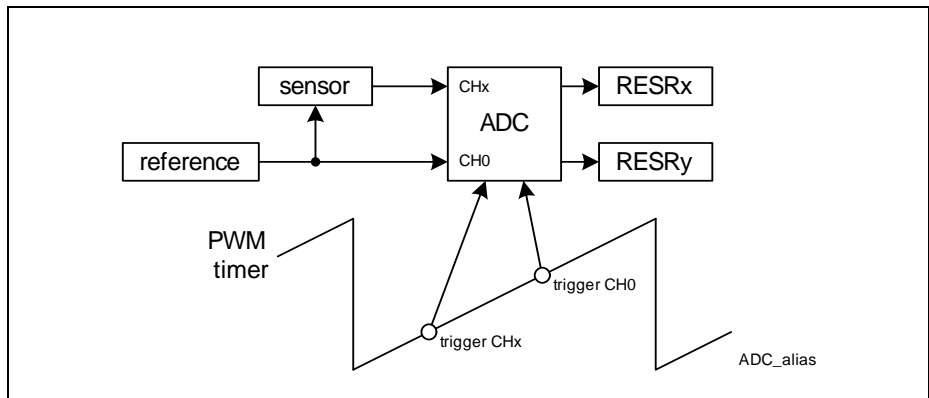 sensor
CHx
RESRx
ADC
reference
CH0
RESRy
PWM
timer
trigger CH0
trigger CHx
ADC_alias